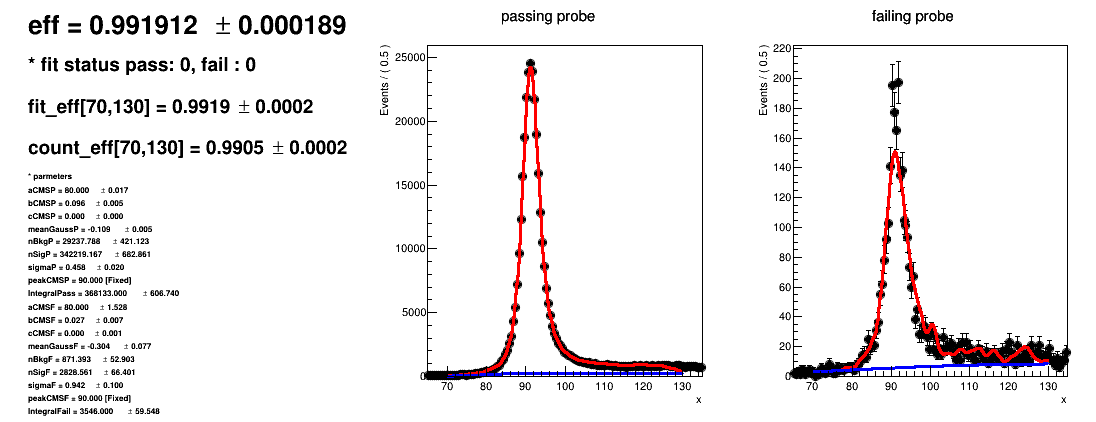 eff = 0.991912 ± 0.000189
* fit status pass: 0, fail : 0
fit_eff[70,130] = 0.9919 ± 0.0002
count_eff[70,130] = 0.9905 ± 0.0002
* parmeters
aCMSP = 80.000 ± 0.017
bCMSP = 0.096 ± 0.005
cCMSP = 0.000 ± 0.000
meanGaussP = -0.109 ± 0.005
nBkgP = 29237.788 ± 421.123
nSigP = 342219.167 ± 682.861
sigmaP = 0.458 ± 0.020
peakCMSP = 90.000 [Fixed]
IntegralPass = 368133.000 ± 606.740
aCMSF = 80.000 ± 1.528
bCMSF = 0.027 ± 0.007
cCMSF = 0.000 ± 0.001
meanGaussF = -0.304 ± 0.077
nBkgF = 871.393 ± 52.903
nSigF = 2828.561 ± 66.401
sigmaF = 0.942 ± 0.100
peakCMSF = 90.000 [Fixed]
IntegralFail = 3546.000 ± 59.548
passing probe
Events / ( 0.5 )
25000
20000
15000
10000
5000
0
70 80 90 100 110 120 130
x
failing probe
Events / ( 0.5 )
220
200
180
160
140
120
100
80
60
40
20
0
70 80 90 100 110 120 130
x